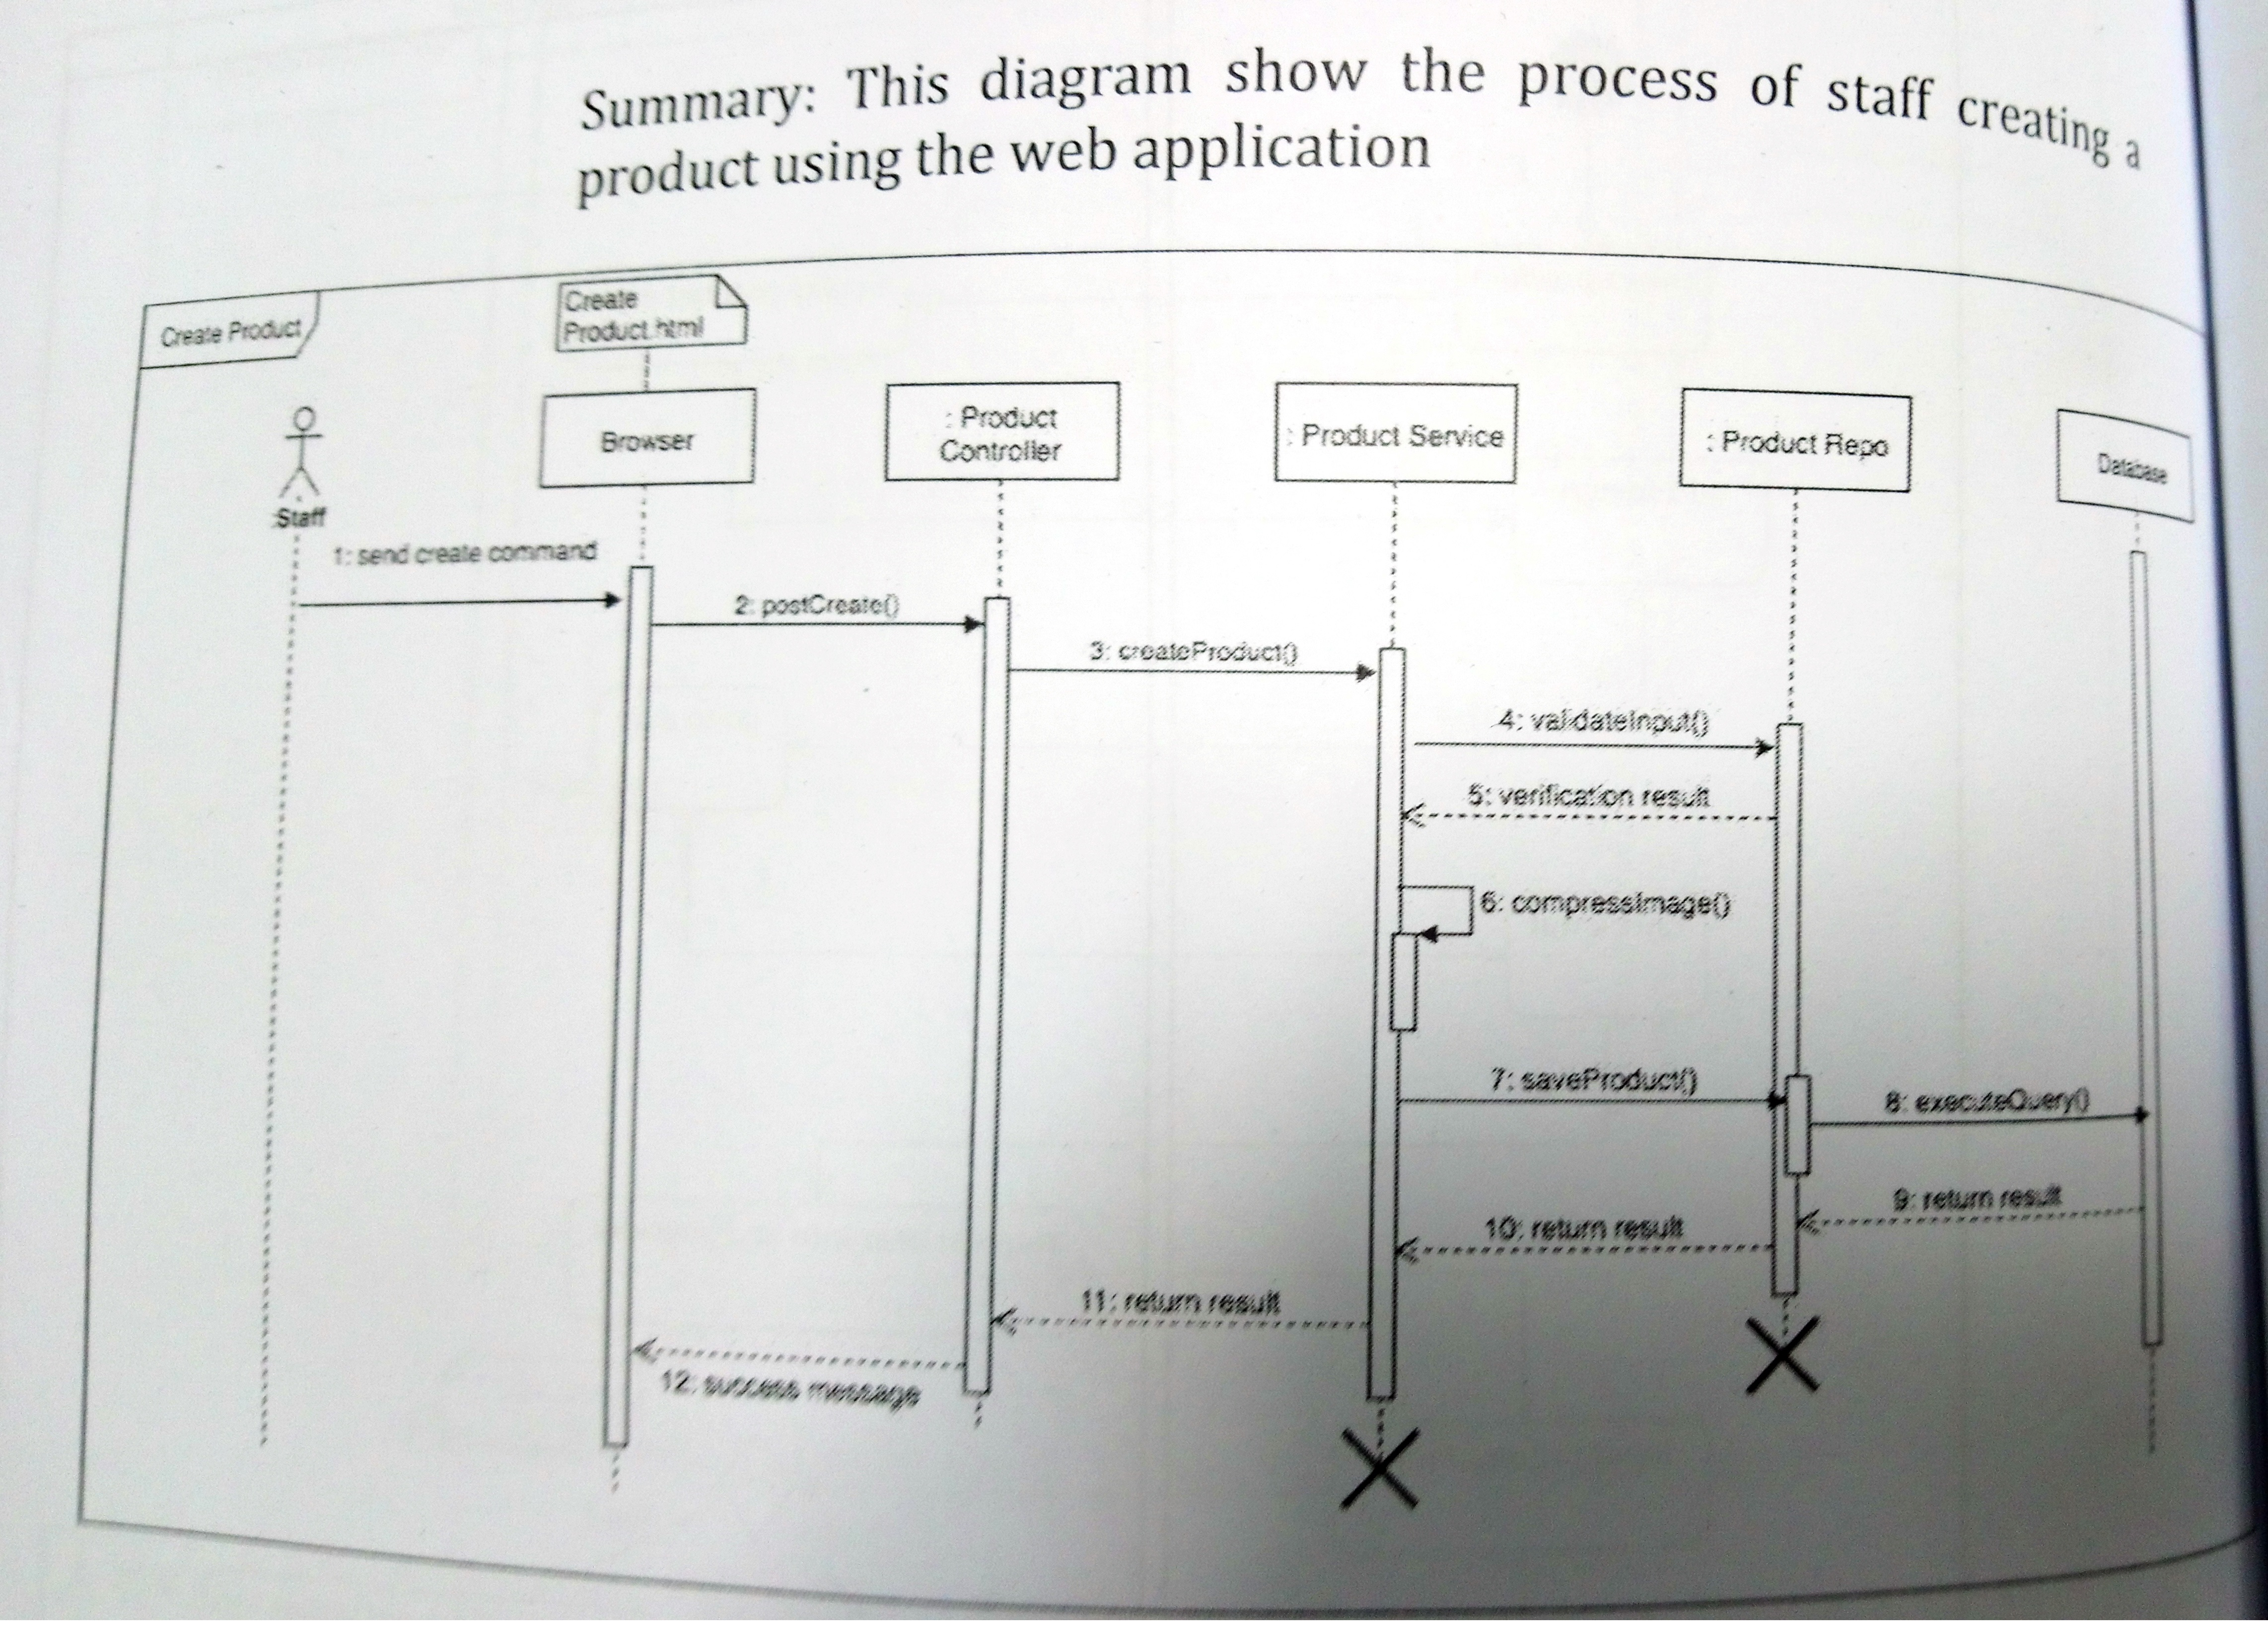 Summary: This diagram show the process of staff creating a
product using the web application
Create Product
Create
Product.html
Browser
: Product
Controller
: Product Service
: Product Repo
Database
:Staff
1: send create command
2: postCreate()
3: createProduct()
4: validateInput()
5: verification result
6: compressImage()
7: saveProduct()
8: executeQuery()
9: return result
10: return result
11: return result
12: success message